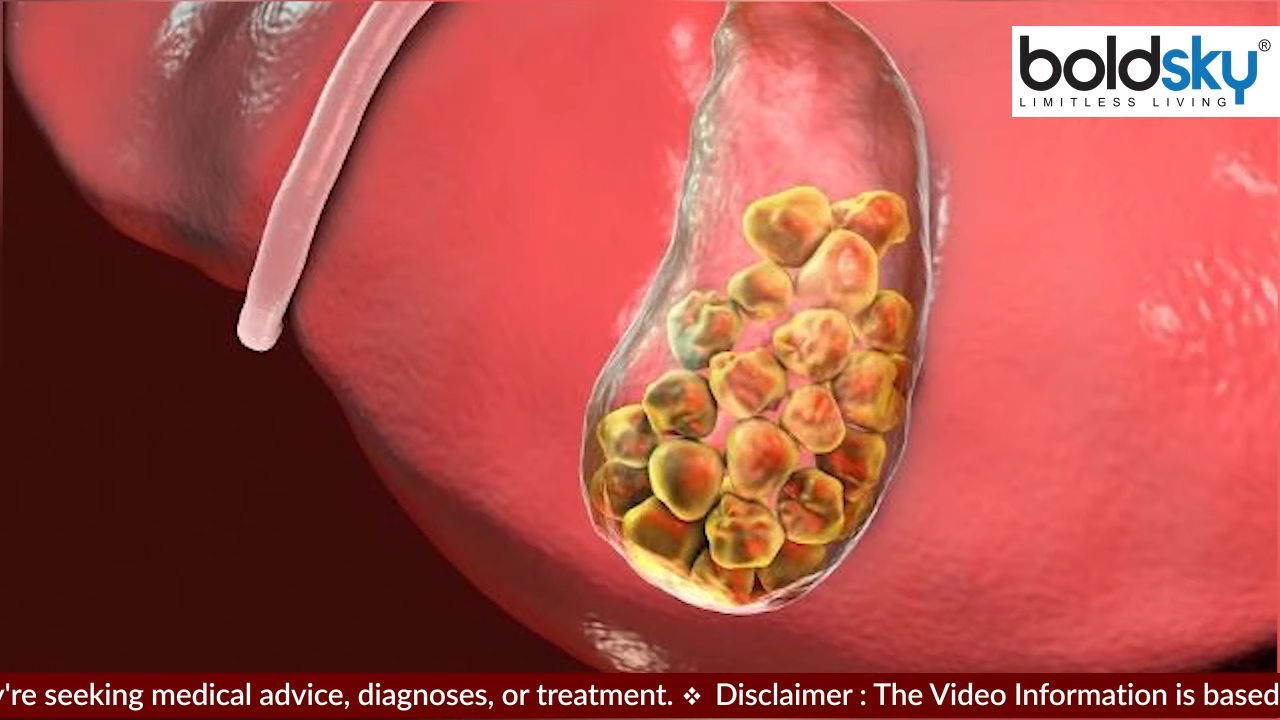 boldsky®
LIMITLESS LIVING
y're seeking medical advice, diagnoses, or treatment. ❖ Disclaimer : The Video Information is based